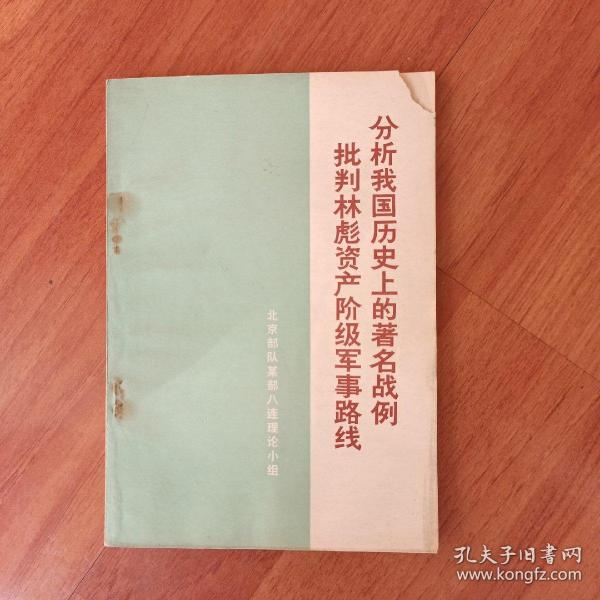 分析我国历史上的著名战例
批判林彪资产阶级军事路线
北京部队某部八连理论小组
孔夫子旧书网
www.kongfz.com